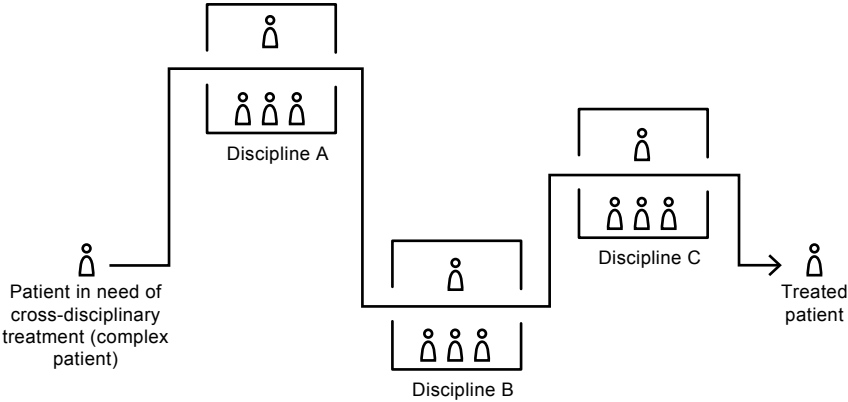 Discipline A
Discipline C
Patient in need of
cross-disciplinary
treatment (complex
patient)
Treated
patient
Discipline B